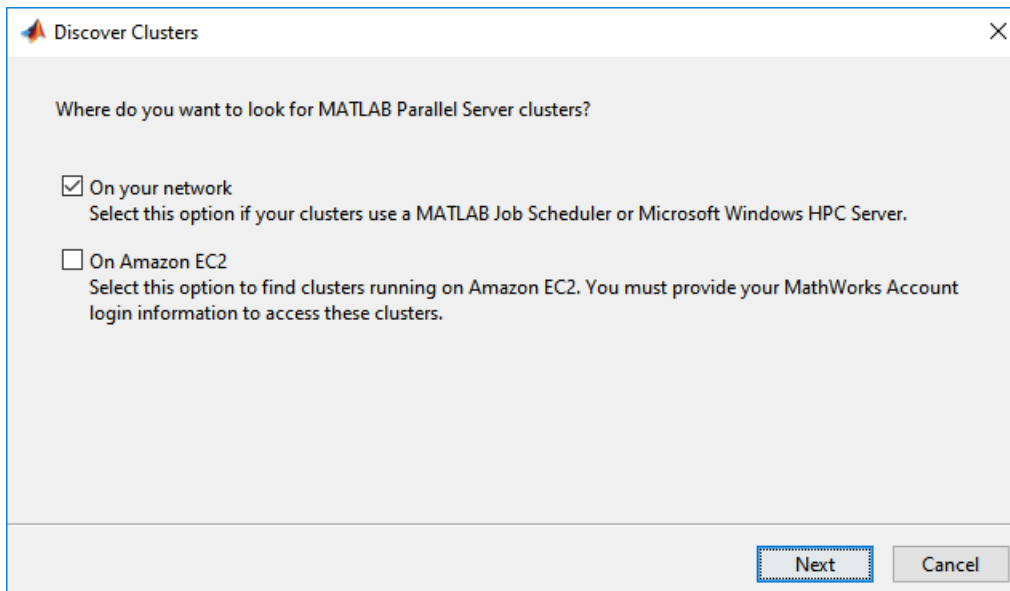 Discover Clusters
Where do you want to look for MATLAB Parallel Server clusters?
On your network
Select this option if your clusters use a MATLAB Job Scheduler or Microsoft Windows HPC Server.
On Amazon EC2
Select this option to find clusters running on Amazon EC2. You must provide your MathWorks Account
login information to access these clusters.
Next
Cancel